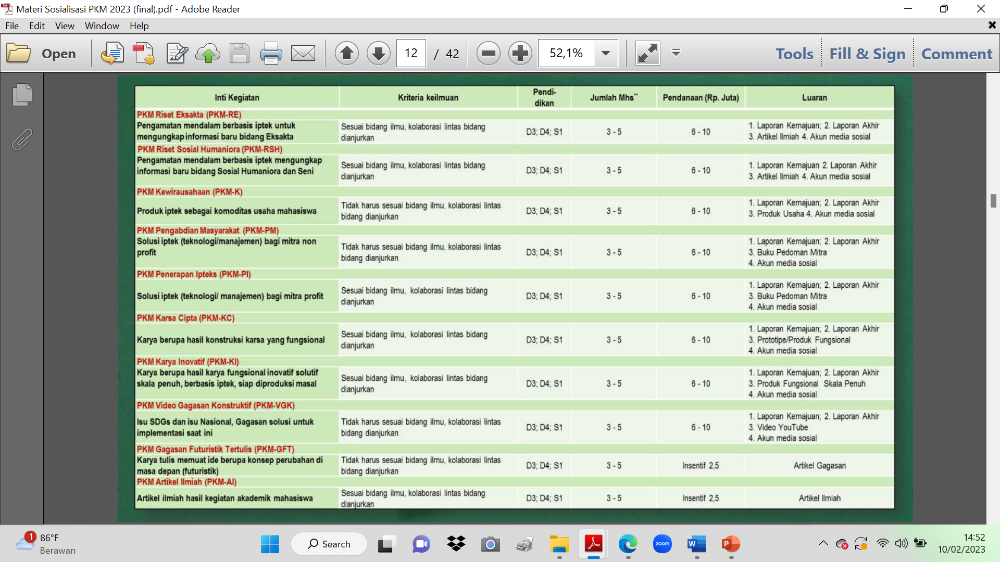 Materi Sosialisasi PKM 2023 (final).pdf - Adobe Reader
File Edit View Window Help
Open
12 / 42
52,1%
Tools Fill & Sign Comment
Inti Kegiatan Kriteria keilmuan Pendi-dikan Jumlah Mhs** Pendanaan (Rp. Juta) Luaran
PKM Riset Eksakta (PKM-RE)
Pengamatan mendalam berbasis iptek untuk
mengungkap informasi baru bidang Eksakta
Sesuai bidang ilmu, kolaborasi lintas bidang
dianjurkan
D3; D4; S1
3 - 5
6 - 10
1. Laporan Kemajuan; 2. Laporan Akhir
3. Artikel Ilmiah 4. Akun media sosial
PKM Riset Sosial Humaniora (PKM-RSH)
Pengamatan mendalam berbasis iptek mengungkap
informasi baru bidang Sosial Humaniora dan Seni
Sesuai bidang ilmu, kolaborasi lintas bidang
dianjurkan
D3; D4; S1
3 - 5
6 - 10
1. Laporan Kemajuan 2. Laporan Akhir
3. Artikel Ilmiah 4. Akun media sosial
PKM Kewirausahaan (PKM-K)
Produk iptek sebagai komoditas usaha mahasiswa
Tidak harus sesuai bidang ilmu, kolaborasi lintas
bidang dianjurkan
D3; D4; S1
3 - 5
6 - 10
1. Laporan Kemajuan; 2. Laporan Akhir
3. Produk Usaha 4. Akun media sosial
PKM Pengabdian Masyarakat (PKM-PM)
Solusi iptek (teknologi/manajemen) bagi mitra non
profit
Tidak harus sesuai bidang ilmu, kolaborasi lintas
bidang dianjurkan
D3; D4; S1
3 - 5
6 - 10
1. Laporan Kemajuan; 2. Laporan Akhir
3. Buku Pedoman Mitra
4. Akun media sosial
PKM Penerapan Ipteks (PKM-PI)
Solusi iptek (teknologi/ manajemen) bagi mitra profit
Sesuai bidang ilmu, kolaborasi lintas bidang
dianjurkan
D3; D4; S1
3 - 5
6 - 10
1. Laporan Kemajuan; 2. Laporan Akhir
3. Buku Pedoman Mitra
4. Akun media sosial
PKM Karsa Cipta (PKM-KC)
Karya berupa hasil konstruksi karsa yang fungsional
Sesuai bidang ilmu, kolaborasi lintas bidang
dianjurkan
D3; D4; S1
3 - 5
6 - 10
1. Laporan Kemajuan; 2. Laporan Akhir
3. Prototipe/Produk Fungsional
4. Akun media sosial
PKM Karya Inovatif (PKM-KI)
Karya berupa hasil karya fungsional inovatif solutif
skala penuh, berbasis iptek, siap diproduksi masal
Sesuai bidang ilmu, kolaborasi lintas bidang
dianjurkan
D3; D4; S1
3 - 5
6 - 10
1. Laporan Kemajuan; 2. Laporan Akhir
3. Produk Fungsional Skala Penuh
4. Akun media sosial
PKM Video Gagasan Konstruktif (PKM-VGK)
Isu SDGs dan isu Nasional, Gagasan solusi untuk
implementasi saat ini
Tidak harus sesuai bidang ilmu, kolaborasi lintas
bidang dianjurkan
D3; D4; S1
3 - 5
6 - 10
1. Laporan Kemajuan; 2. Laporan Akhir
3. Video YouTube
4. Akun media sosial
PKM Gagasan Futuristik Tertulis (PKM-GFT)
Karya tulis memuat ide berupa konsep perubahan di
masa depan (futuristik)
Tidak harus sesuai bidang ilmu, kolaborasi lintas
bidang dianjurkan
D3; D4; S1
3 - 5
Insentif 2,5
Artikel Gagasan
PKM Artikel Ilmiah (PKM-AI)
Artikel ilmiah hasil kegiatan akademik mahasiswa
Sesuai bidang ilmu, kolaborasi lintas bidang
dianjurkan
D3; D4; S1
3 - 5
Insentif 2,5
Artikel Ilmiah
1
86°F
Berawan
Search
zoom
W
P
14:52
10/02/2023